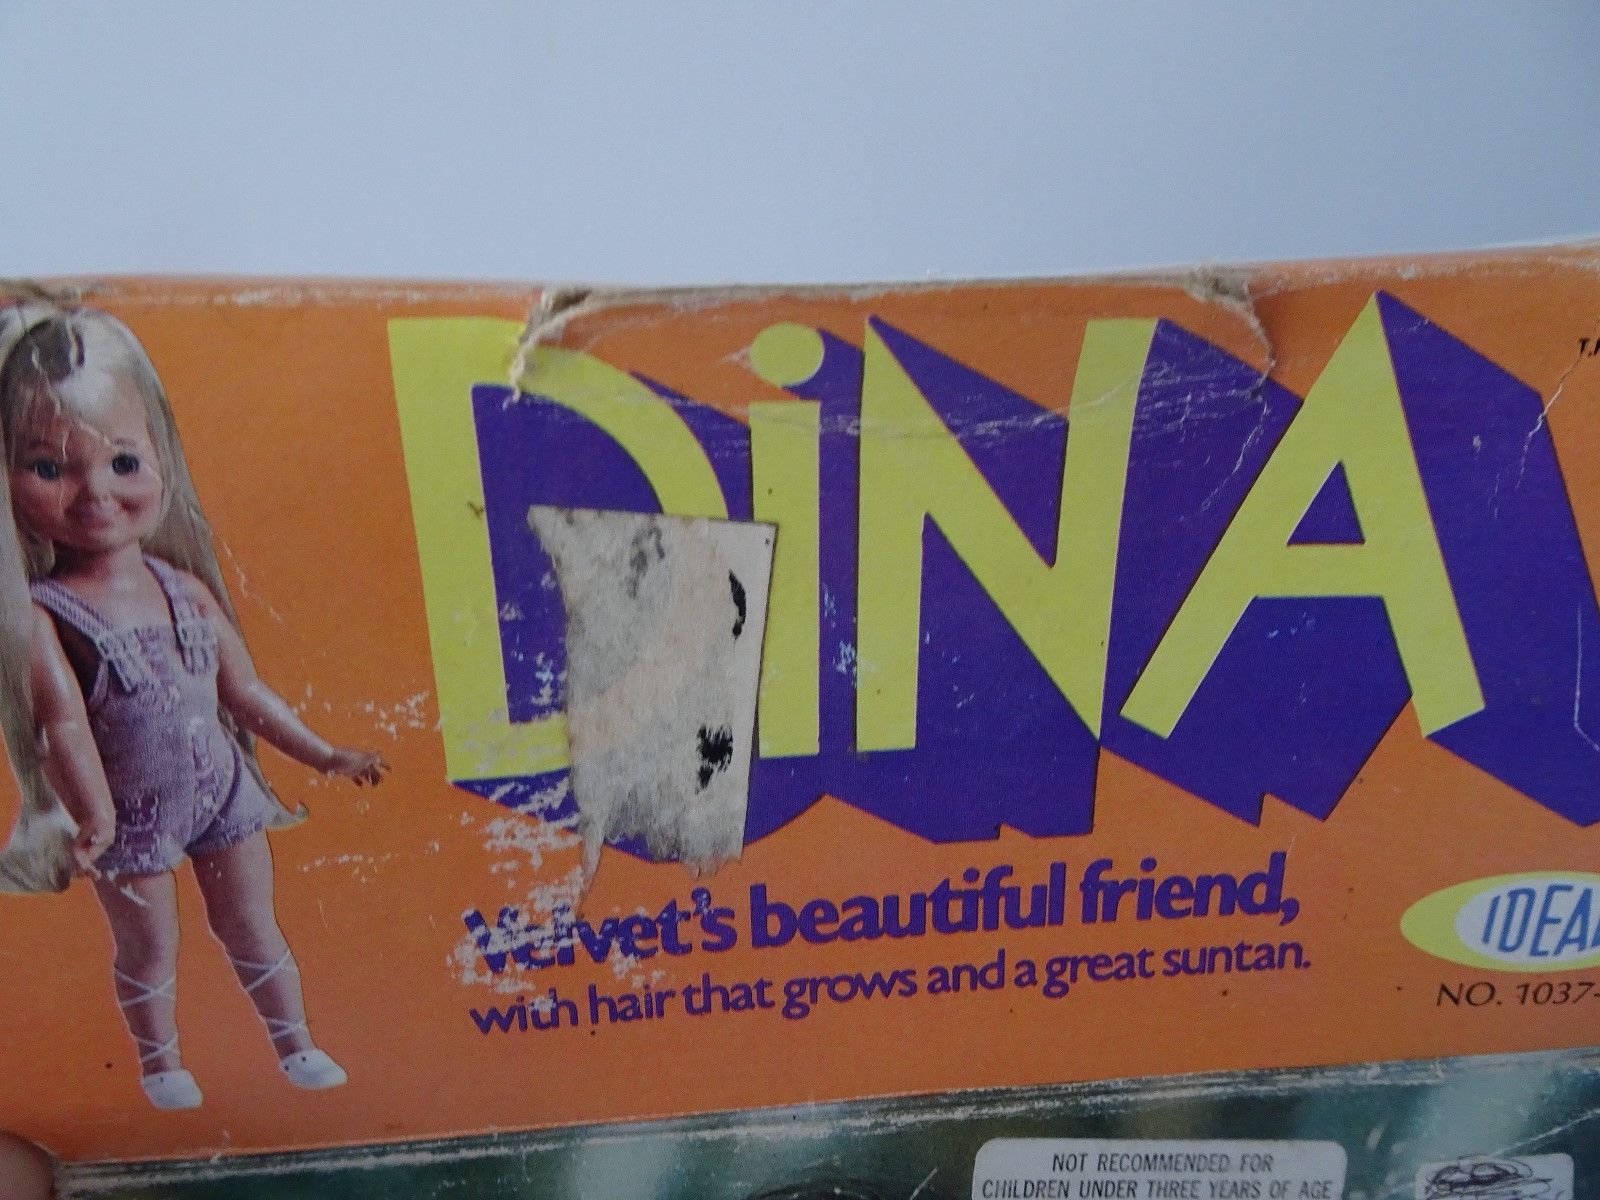 DiNA
Velvet's beautiful friend,
with hair that grows and a great suntan.
IDEAL
NO. 1037-
NOT RECOMMENDED FOR
CHILDREN UNDER THREE YEARS OF AGE